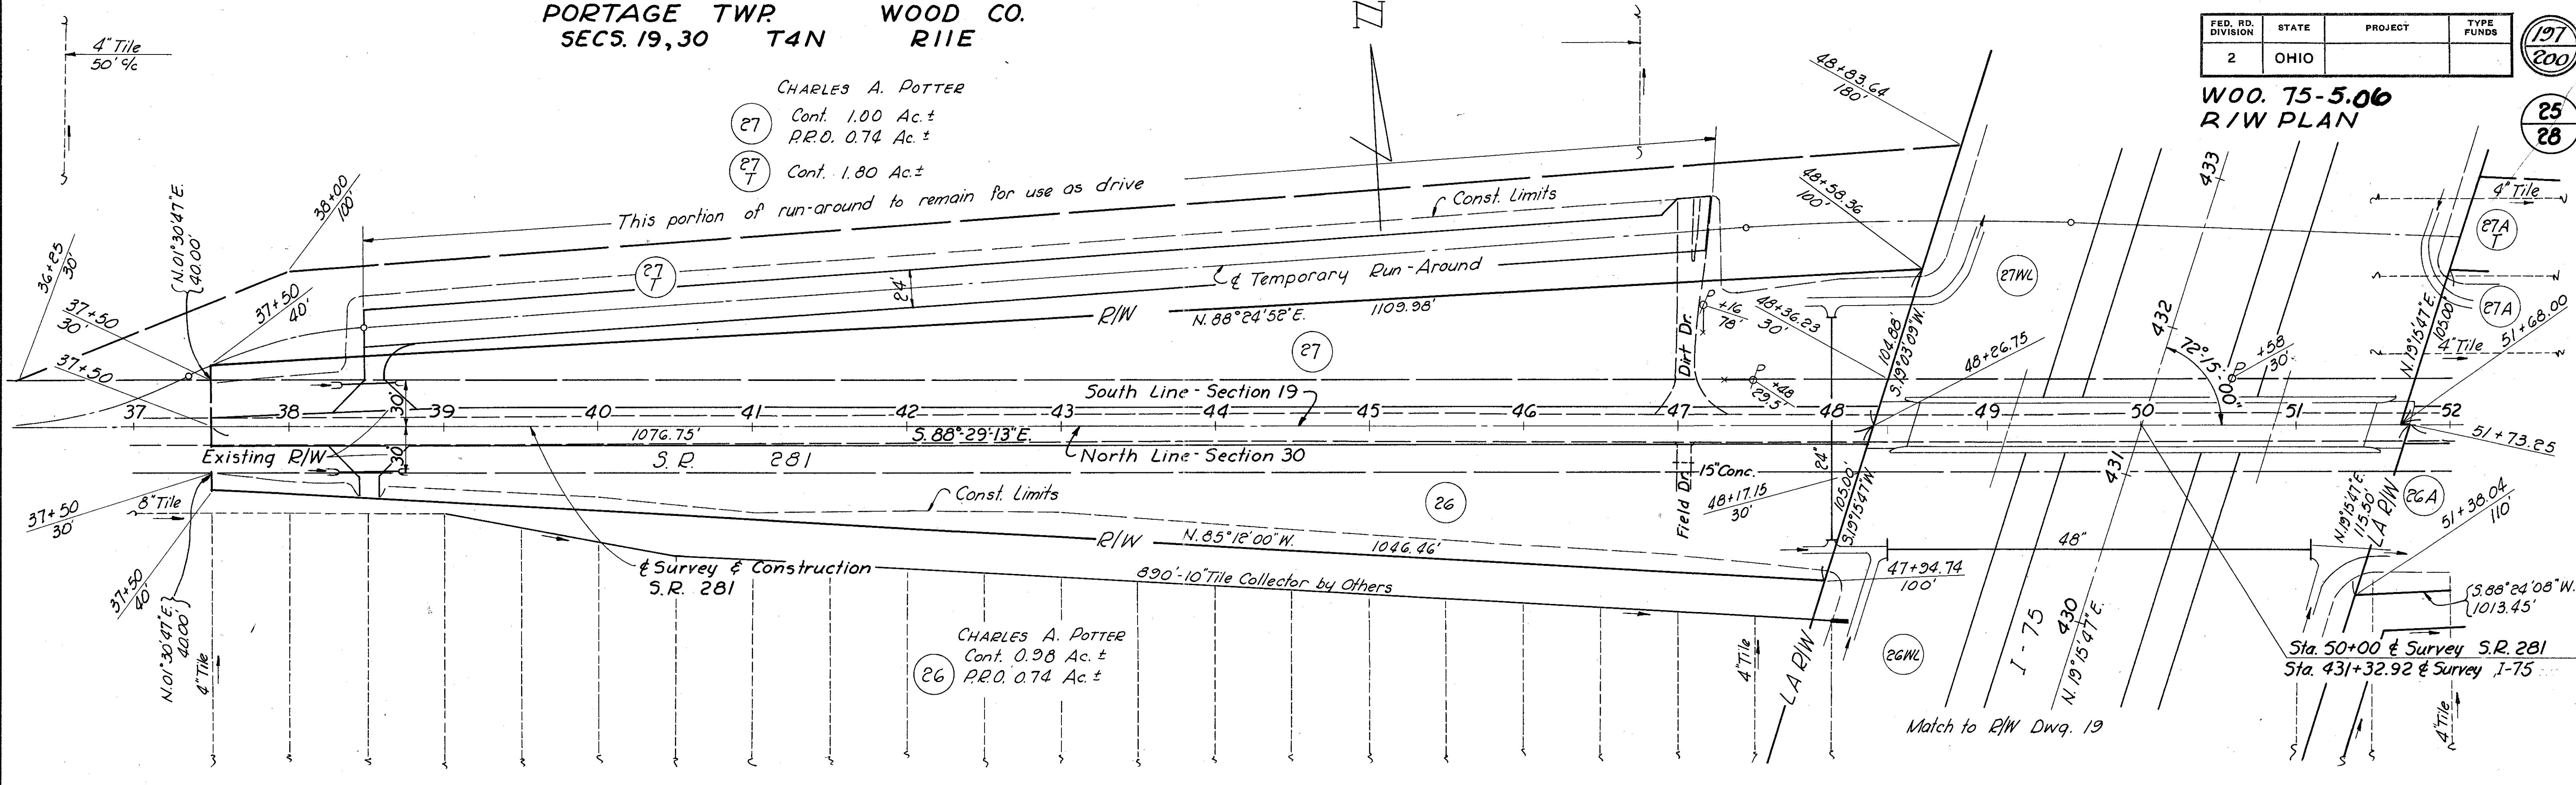 PORTAGE TWP. WOOD CO.
SECS. 19,30 T4N R11E
FED. RD. DIVISION STATE PROJECT TYPE FUNDS
2 OHIO
197
200
WOO. 75-5.06
R/W PLAN
25
28
4" Tile
50' c/c
CHARLES A. POTTER
27 Cont. 1.00 Ac.±
P.R.O. 0.74 Ac.±
27
T Cont. 1.80 Ac.±
N
This portion of run-around to remain for use as drive
Const. Limits
48+83.64
180'
48+58.36
100'
36+25
30'
N.01°30'47"E.
40.00'
38+00
100'
37+50
30'
37+50
40'
37+50
27
T
24'
℄ Temporary Run-Around
R/W N.88°24'52"E. 1109.98'
27
Dirt Dr.
+16
78'
P
48+36.23
30'
104.88'
S.19°03'09"W.
P
+48
29.5'
27WL
433
432
431
430
72°-15'-00"
P
+58
30'
48+26.75
4" Tile
27A
T
27A
N.19°15'47"E.
105.00'
51+68.00
4" Tile
South Line - Section 19
37 38 39 40 41 42 43 44 45 46 47 48 49 50 51 52
30'
30'
1076.75' S.88°-29'-13"E.
S.R. 281
North Line - Section 30
Existing R/W
51+73.25
37+50
30'
8" Tile
Const. Limits
26
Field Dr.
15" Conc.
48+17.15
30'
24"
105.00'
S.19°15'47"W.
R/W N.85°12'00"W. 1046.46'
48"
N.19°15'47"E.
115.50'
LA R/W
26A
51+38.04
110'
℄ Survey & Construction
S.R. 281
890'-10" Tile Collector by Others
47+94.74
100'
37+50
40'
N.01°30'47"E.
40.00'
4" Tile
CHARLES A. POTTER
Cont. 0.98 Ac.±
26 P.R.O. 0.74 Ac.±
4" Tile
LA R/W
26WL
I-75
N.19°15'47"E.
S.88°24'08"W.
1013.45'
Sta. 50+00 ℄ Survey S.R. 281
Sta. 431+32.92 ℄ Survey I-75
Match to R/W Dwg. 19
4" Tile